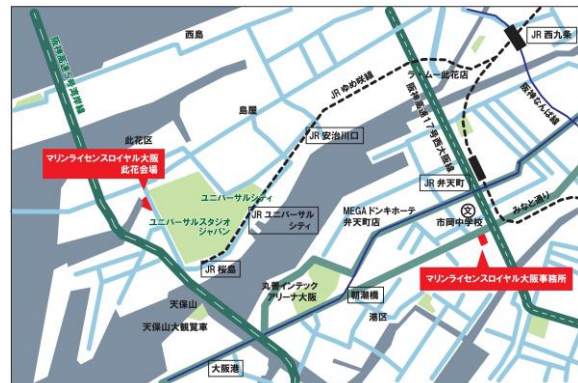 西島
JR 西九条
阪神高速5号湾岸線
JR ゆめ咲線
ラ・ムー此花店
島屋
阪神高速17号西大阪線
阪神なんば線
此花区
JR 安治川口
マリンライセンスロイヤル大阪
此花会場
ユニバーサルシティ
JR 弁天町
みなと通り
ユニバーサルスタジオ
ジャパン
JR ユニバーサル
シティ
MEGAドンキホーテ
弁天町店
文
市岡中学校
JR 桜島
丸善インテック
アリーナ大阪
マリンライセンスロイヤル大阪事務所
天保山
朝潮橋
港区
天保山大観覧車
大阪港